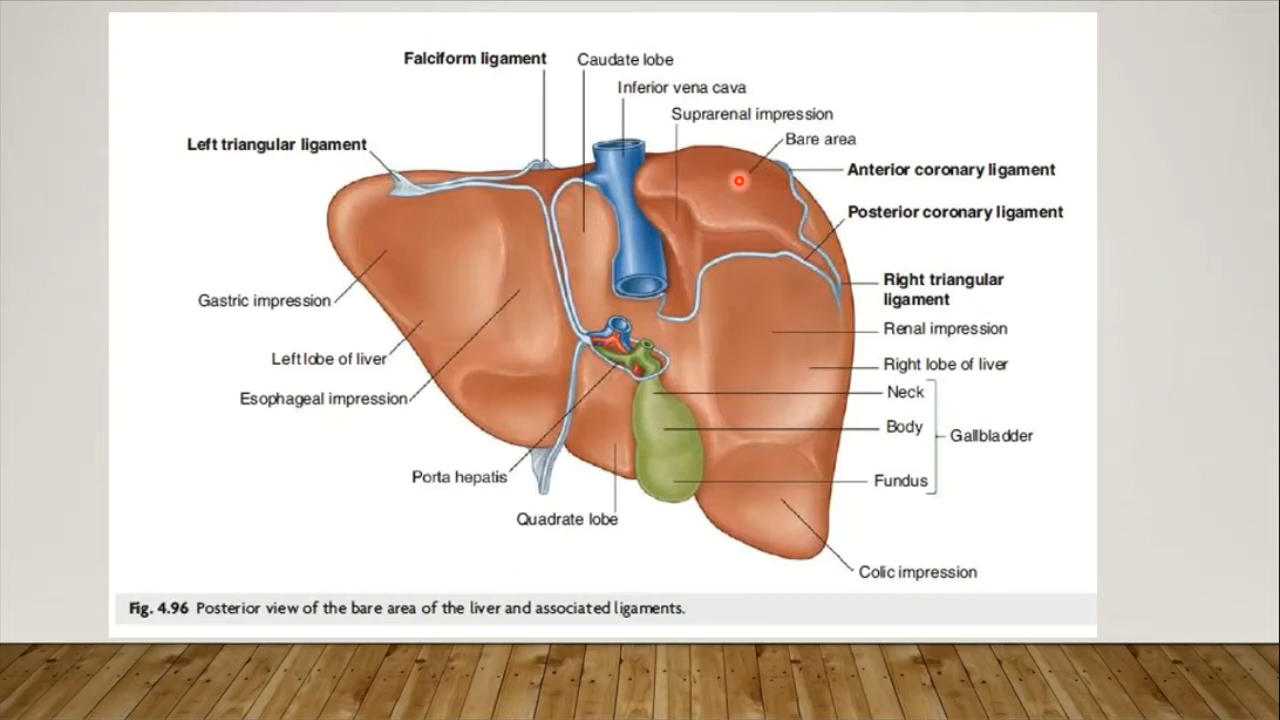 Falciform ligament
Caudate lobe
Inferior vena cava
Suprarenal impression
Bare area
Left triangular ligament
Anterior coronary ligament
Posterior coronary ligament
Right triangular
ligament
Gastric impression
Renal impression
Left lobe of liver
Right lobe of liver
Esophageal impression
Neck
Body
Gallbladder
Porta hepatis
Fundus
Quadrate lobe
Colic impression
Fig. 4.96 Posterior view of the bare area of the liver and associated ligaments.